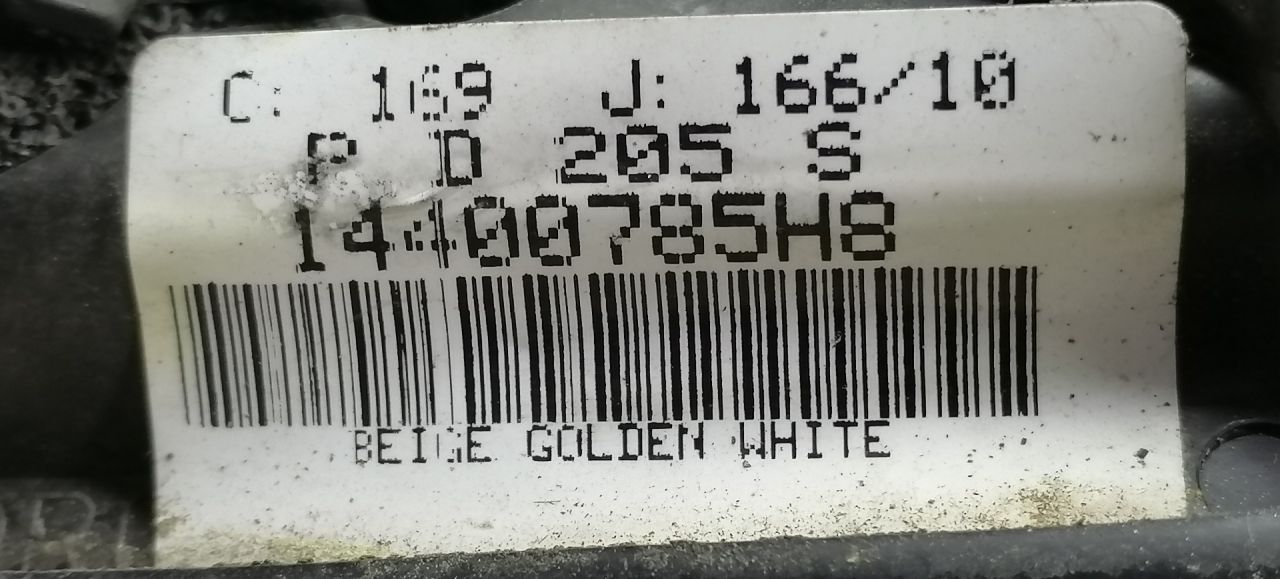 C: 169 J: 166/10
P D 205 S
14400785H8
BEIGE GOLDEN WHITE